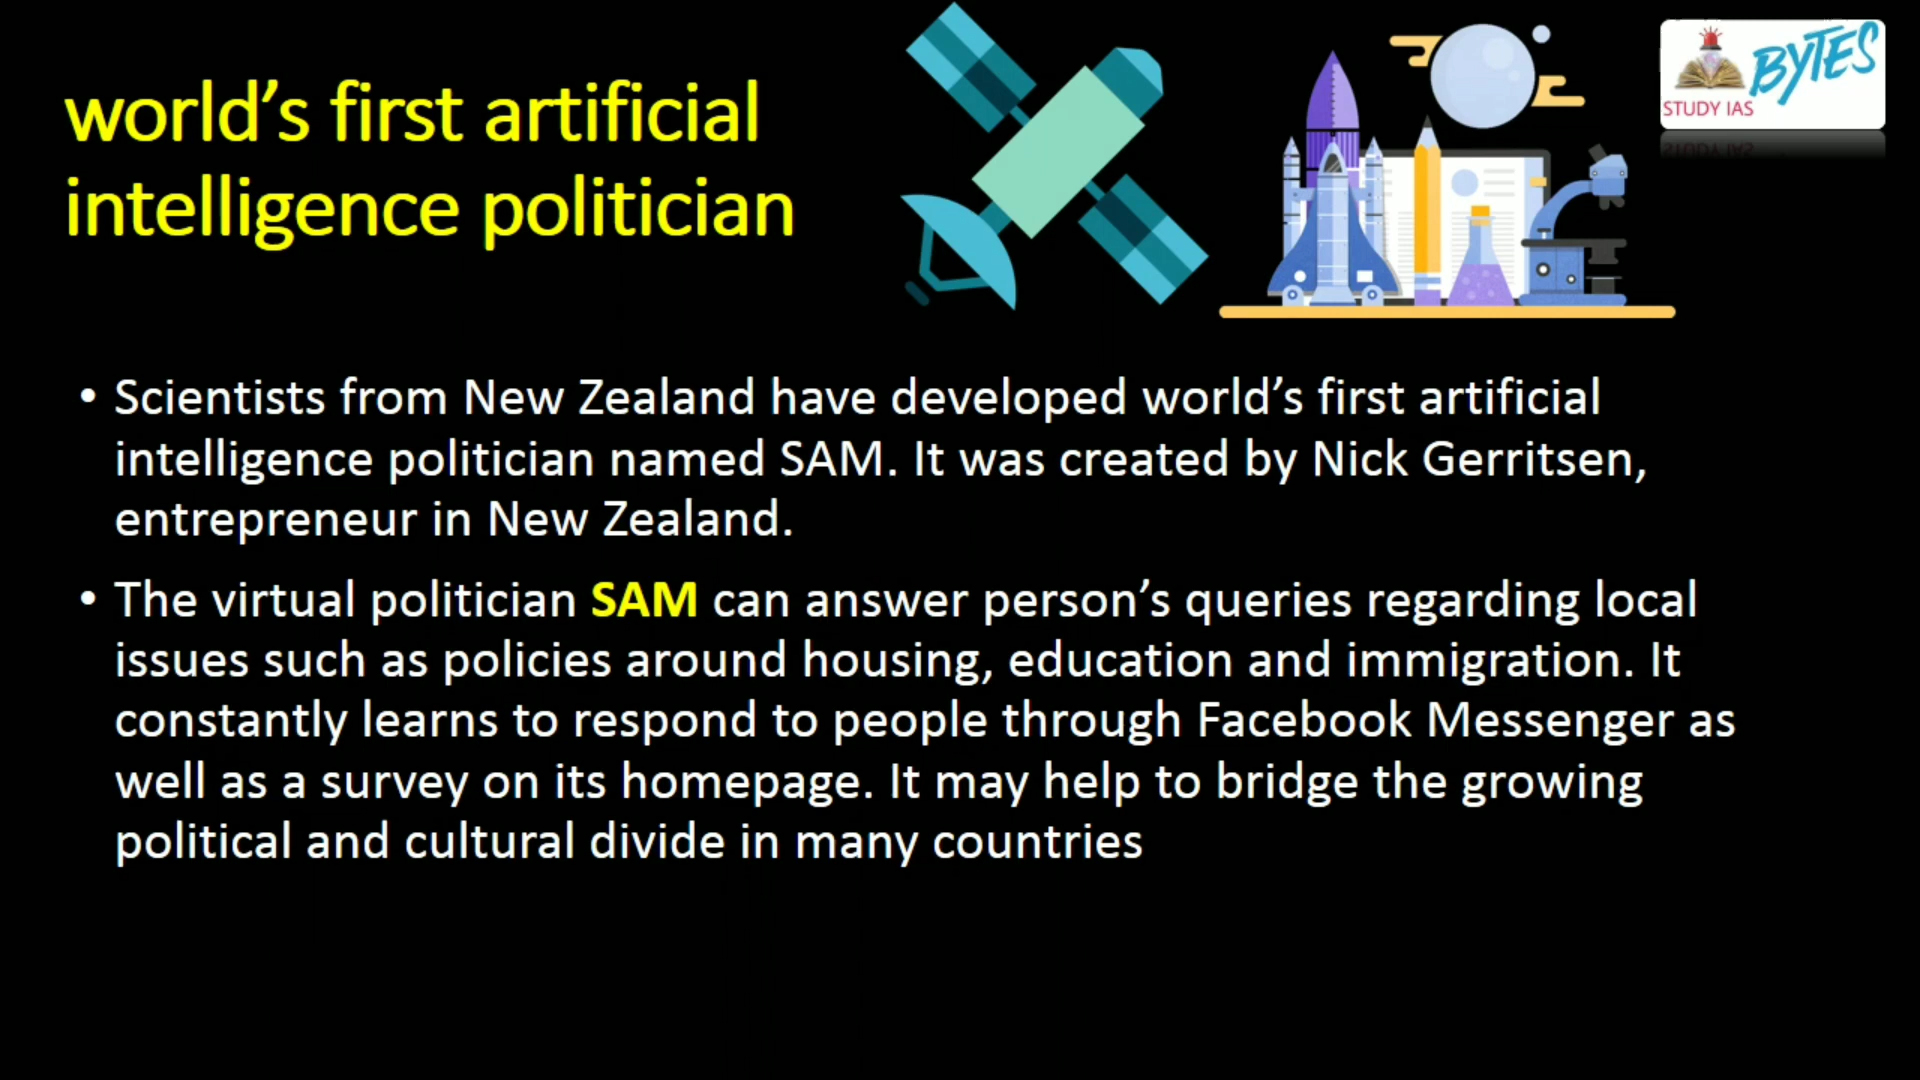 world’s first artificial
intelligence politician
BYTES
STUDY IAS
• Scientists from New Zealand have developed world’s first artificial
intelligence politician named SAM. It was created by Nick Gerritsen,
entrepreneur in New Zealand.
• The virtual politician SAM can answer person’s queries regarding local
issues such as policies around housing, education and immigration. It
constantly learns to respond to people through Facebook Messenger as
well as a survey on its homepage. It may help to bridge the growing
political and cultural divide in many countries